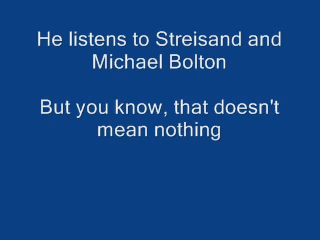 He listens to Streisand and
Michael Bolton
But you know, that doesn't
mean nothing